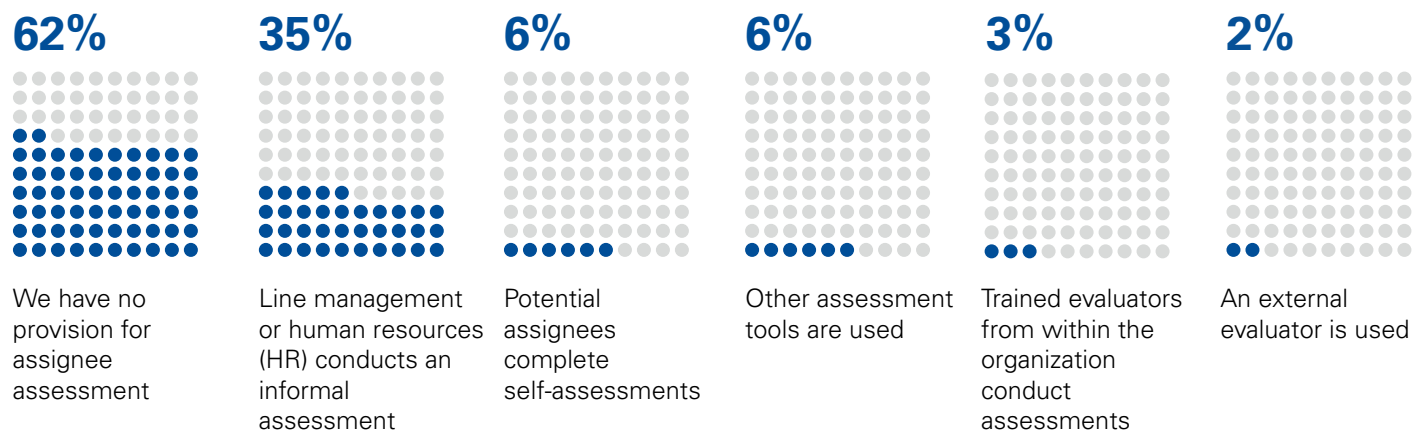 62%
We have no
provision for
assignee
assessment
35%
Line management
or human resources
(HR) conducts an
informal
assessment
6%
Potential
assignees
complete
self-assessments
6%
Other assessment
tools are used
3%
Trained evaluators
from within the
organization
conduct
assessments
2%
An external
evaluator is used